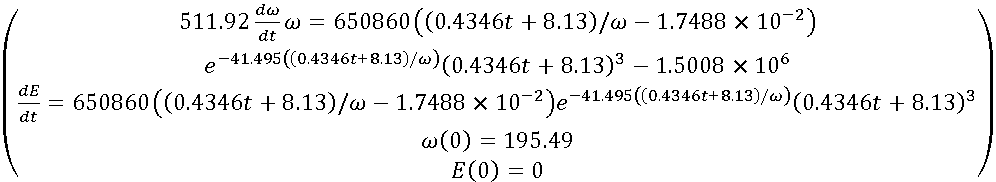 511.92 dω/dt ω = 650860((0.4346t + 8.13)/ω − 1.7488 × 10⁻²)
e^(−41.495((0.4346t+8.13)/ω))(0.4346t + 8.13)³ − 1.5008 × 10⁶
dE/dt = 650860((0.4346t + 8.13)/ω − 1.7488 × 10⁻²)e^(−41.495((0.4346t+8.13)/ω))(0.4346t + 8.13)³
ω(0) = 195.49
E(0) = 0